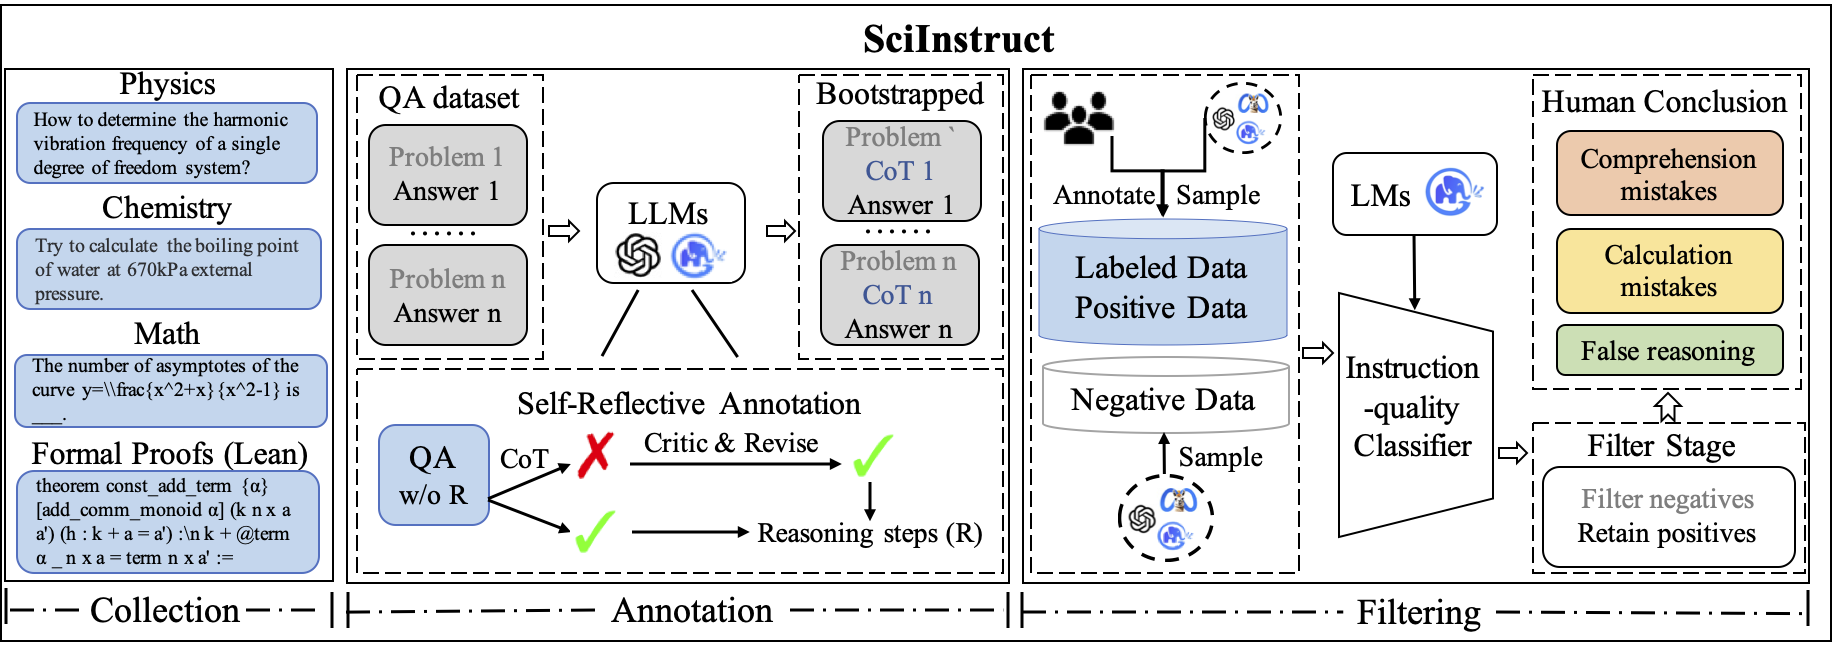 SciInstruct
Physics
How to determine the harmonic
vibration frequency of a single
degree of freedom system?
Chemistry
Try to calculate the boiling point
of water at 670kPa external
pressure.
Math
The number of asymptotes of the
curve y=\\frac{x^2+x}{x^2-1} is
___.
Formal Proofs (Lean)
theorem const_add_term {α}
[add_comm_monoid α] (k n x a
a') (h : k + a = a') :\n k + @term
α _ n x a = term n x a' :=
Collection
QA dataset
Problem 1
Answer 1
......
Problem n
Answer n
LLMs
Bootstrapped
Problem `
CoT 1
Answer 1
......
Problem n
CoT n
Answer n
Self-Reflective Annotation
QA
w/o R
CoT
Critic & Revise
Reasoning steps (R)
Annotation
Annotate
Sample
Labeled Data
Positive Data
Negative Data
Sample
LMs
Instruction
-quality
Classifier
Human Conclusion
Comprehension
mistakes
Calculation
mistakes
False reasoning
Filter Stage
Filter negatives
Retain positives
Filtering